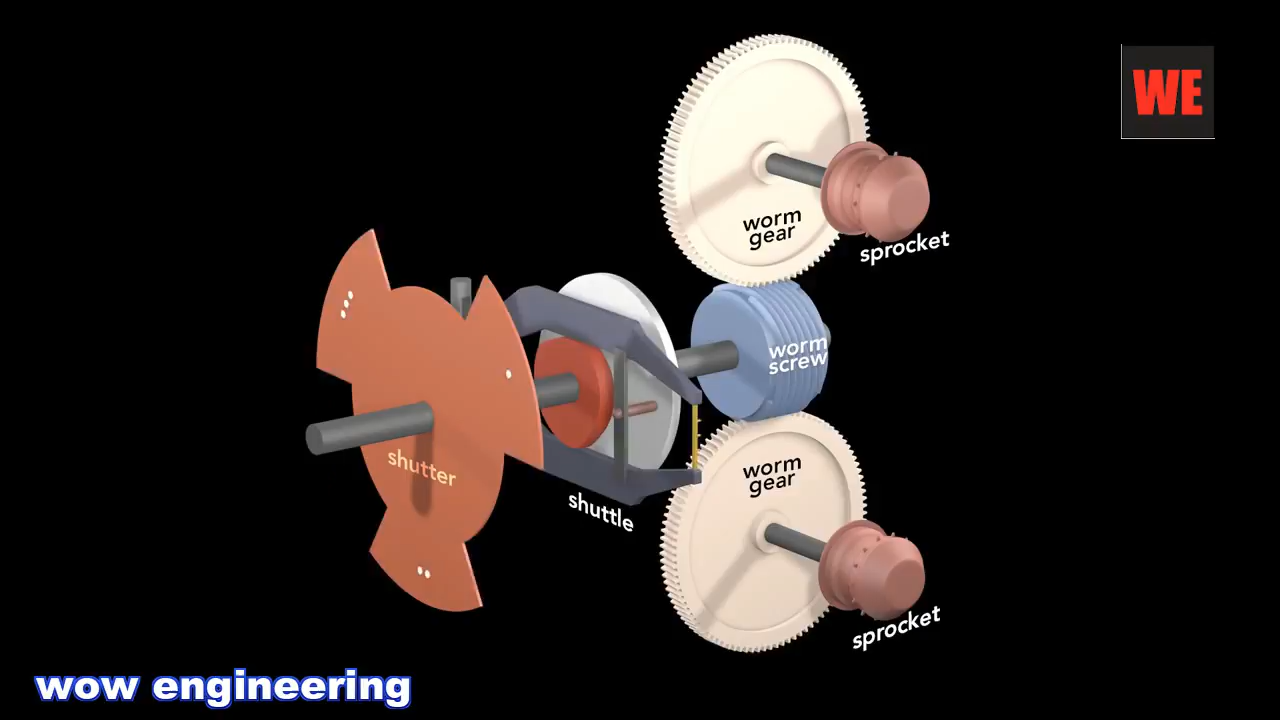 WE
worm
gear
sprocket
worm
screw
shutter
worm
gear
shuttle
sprocket
wow engineering